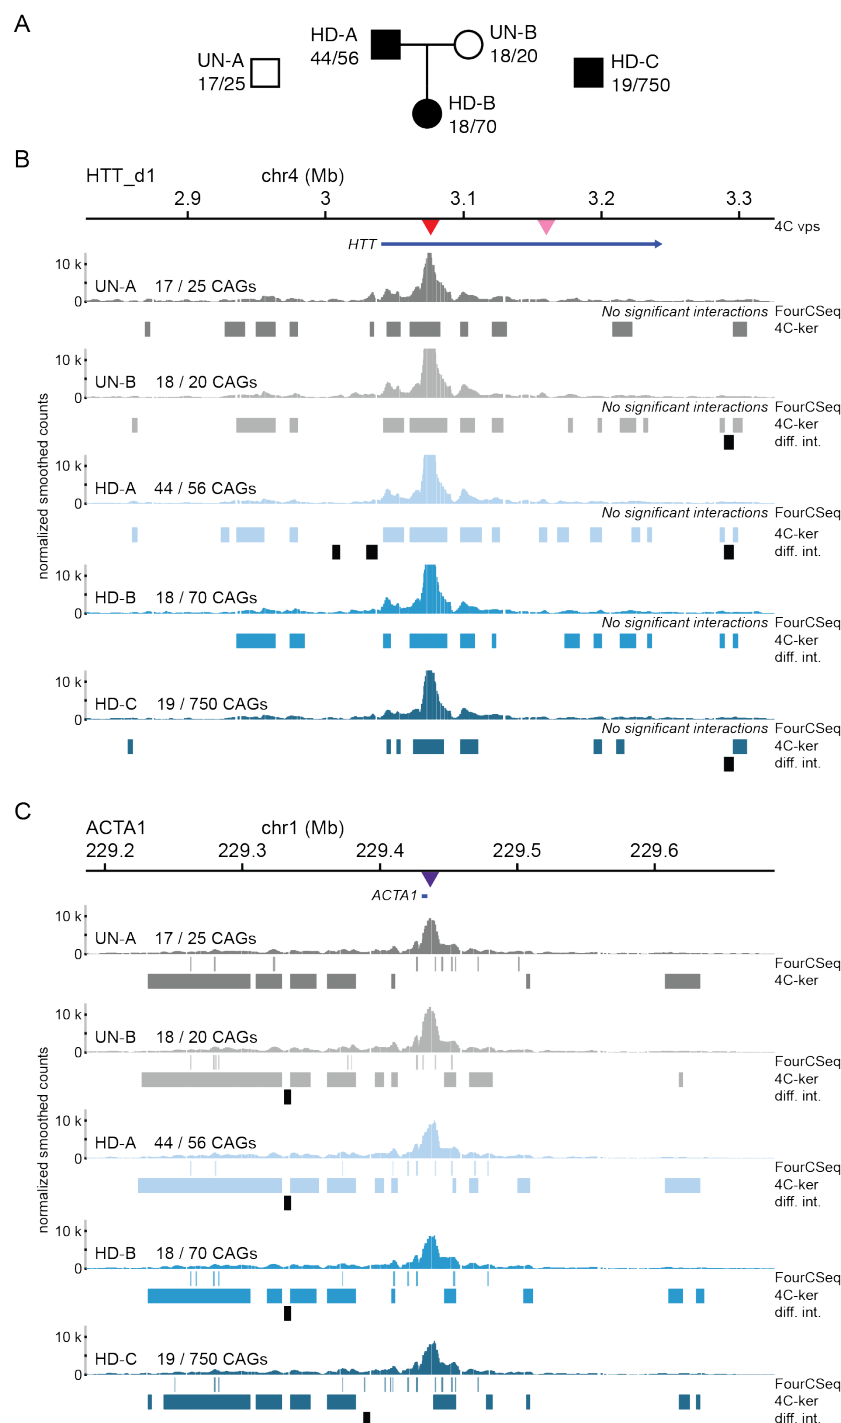 A
HD-A
44/56
UN-B
18/20
UN-A
17/25
HD-C
19/750
HD-B
18/70
B
HTT_d1 chr4 (Mb)
2.9 3 3.1 3.2 3.3
4C vps
HTT
10 k
UN-A 17 / 25 CAGs
0
No significant interactions FourCSeq
4C-ker
10 k
UN-B 18 / 20 CAGs
0
No significant interactions FourCSeq
4C-ker
diff. int.
10 k
HD-A 44 / 56 CAGs
0
No significant interactions FourCSeq
4C-ker
diff. int.
10 k
HD-B 18 / 70 CAGs
0
No significant interactions FourCSeq
4C-ker
diff. int.
10 k
HD-C 19 / 750 CAGs
0
No significant interactions FourCSeq
4C-ker
diff. int.
normalized smoothed counts
C
ACTA1 chr1 (Mb)
229.2 229.3 229.4 229.5 229.6
ACTA1
10 k
UN-A 17 / 25 CAGs
0
FourCSeq
4C-ker
10 k
UN-B 18 / 20 CAGs
0
FourCSeq
4C-ker
diff. int.
10 k
HD-A 44 / 56 CAGs
0
FourCSeq
4C-ker
diff. int.
10 k
HD-B 18 / 70 CAGs
0
FourCSeq
4C-ker
diff. int.
10 k
HD-C 19 / 750 CAGs
0
FourCSeq
4C-ker
diff. int.
normalized smoothed counts